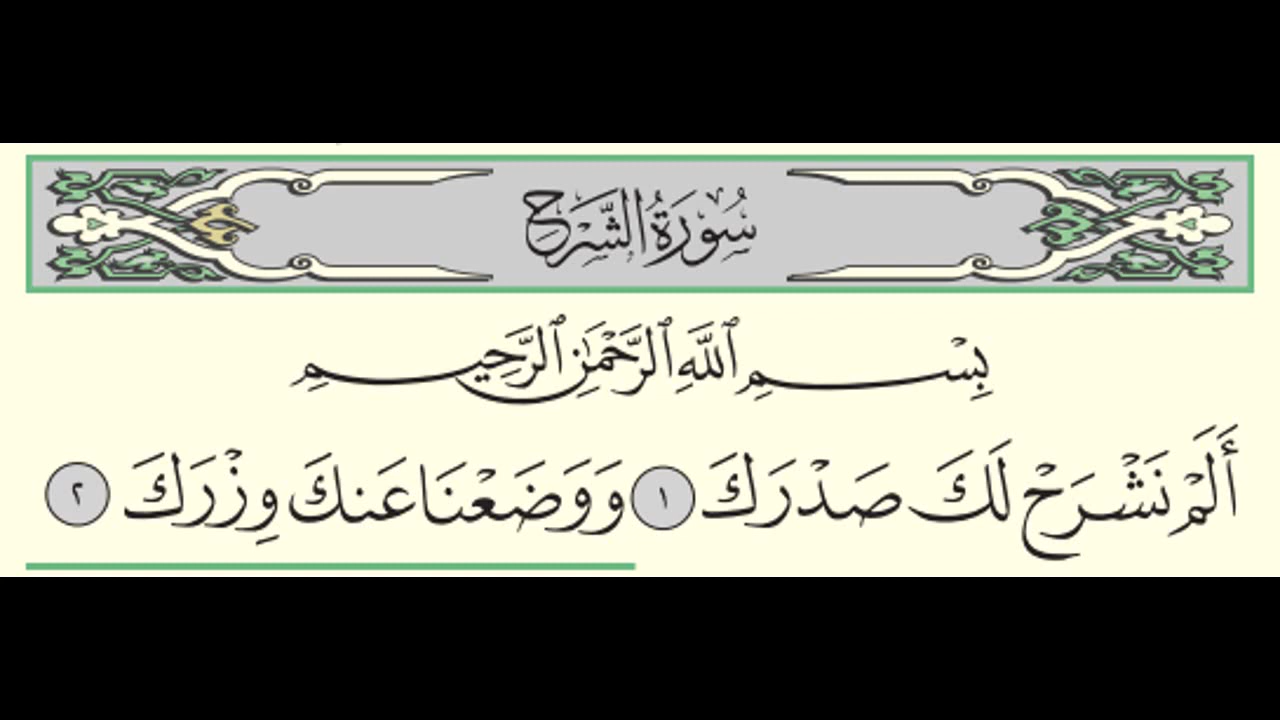 سُورَةُ الشَّرْحِ
بِسْمِ ٱللَّهِ ٱلرَّحْمَٰنِ ٱلرَّحِيمِ
أَلَمْ نَشْرَحْ لَكَ صَدْرَكَ ١ وَوَضَعْنَا عَنكَ وِزْرَكَ ٢